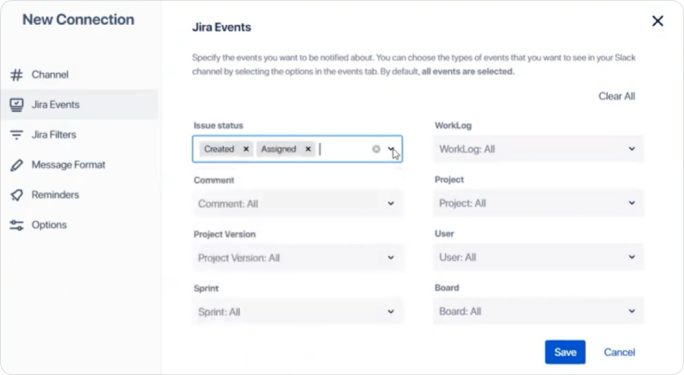 New Connection
Channel
Jira Events
Jira Filters
Message Format
Reminders
Options
Jira Events
Specify the events you want to be notified about. You can choose the types of events that you want to see in your Slack
channel by selecting the options in the events tab. By default, all events are selected.
Clear All
Issue status
Created
Assigned
WorkLog
WorkLog: All
Comment
Comment: All
Project
Project: All
Project Version
Project Version: All
User
User: All
Sprint
Sprint: All
Board
Board: All
Save
Cancel